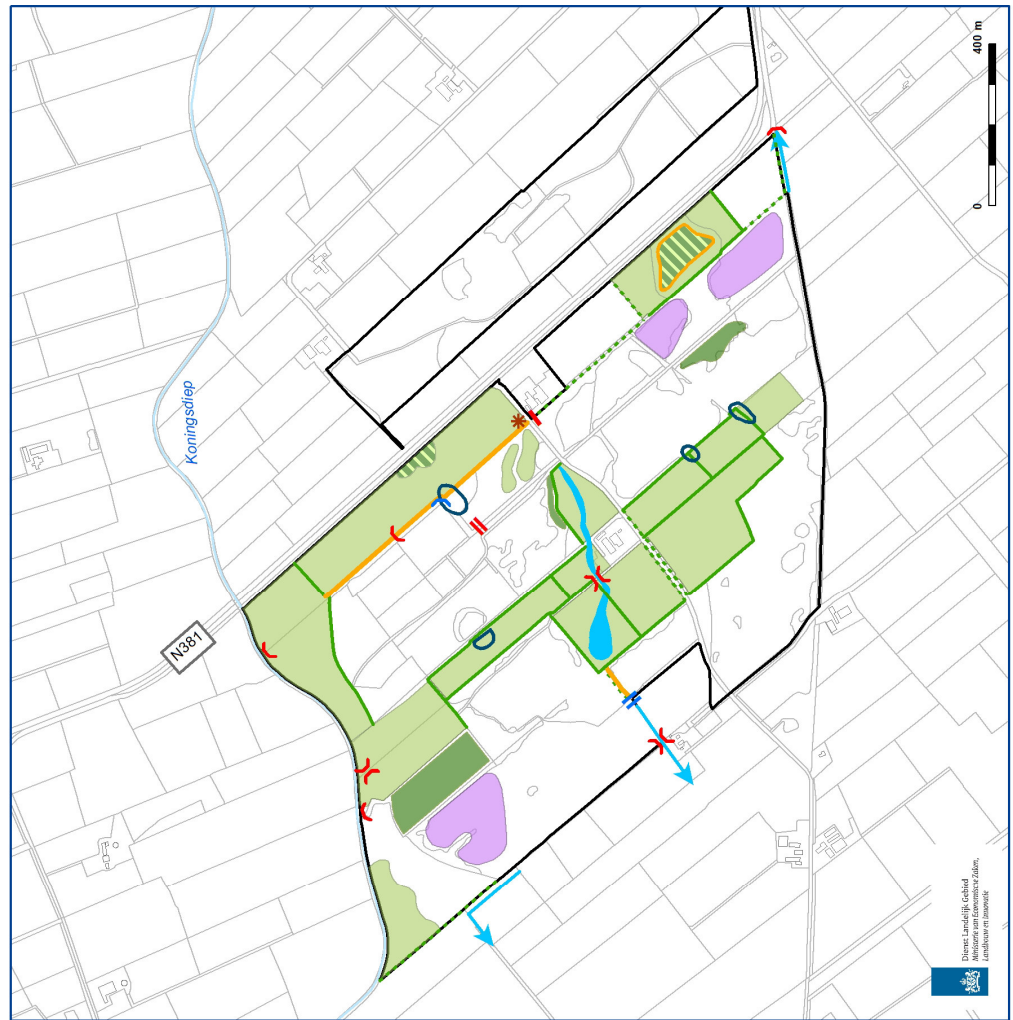 Koningsdiep
N381
0
400 m
Dienst Landelijk Gebied
Ministerie van Economische Zaken,
Landbouw en Innovatie